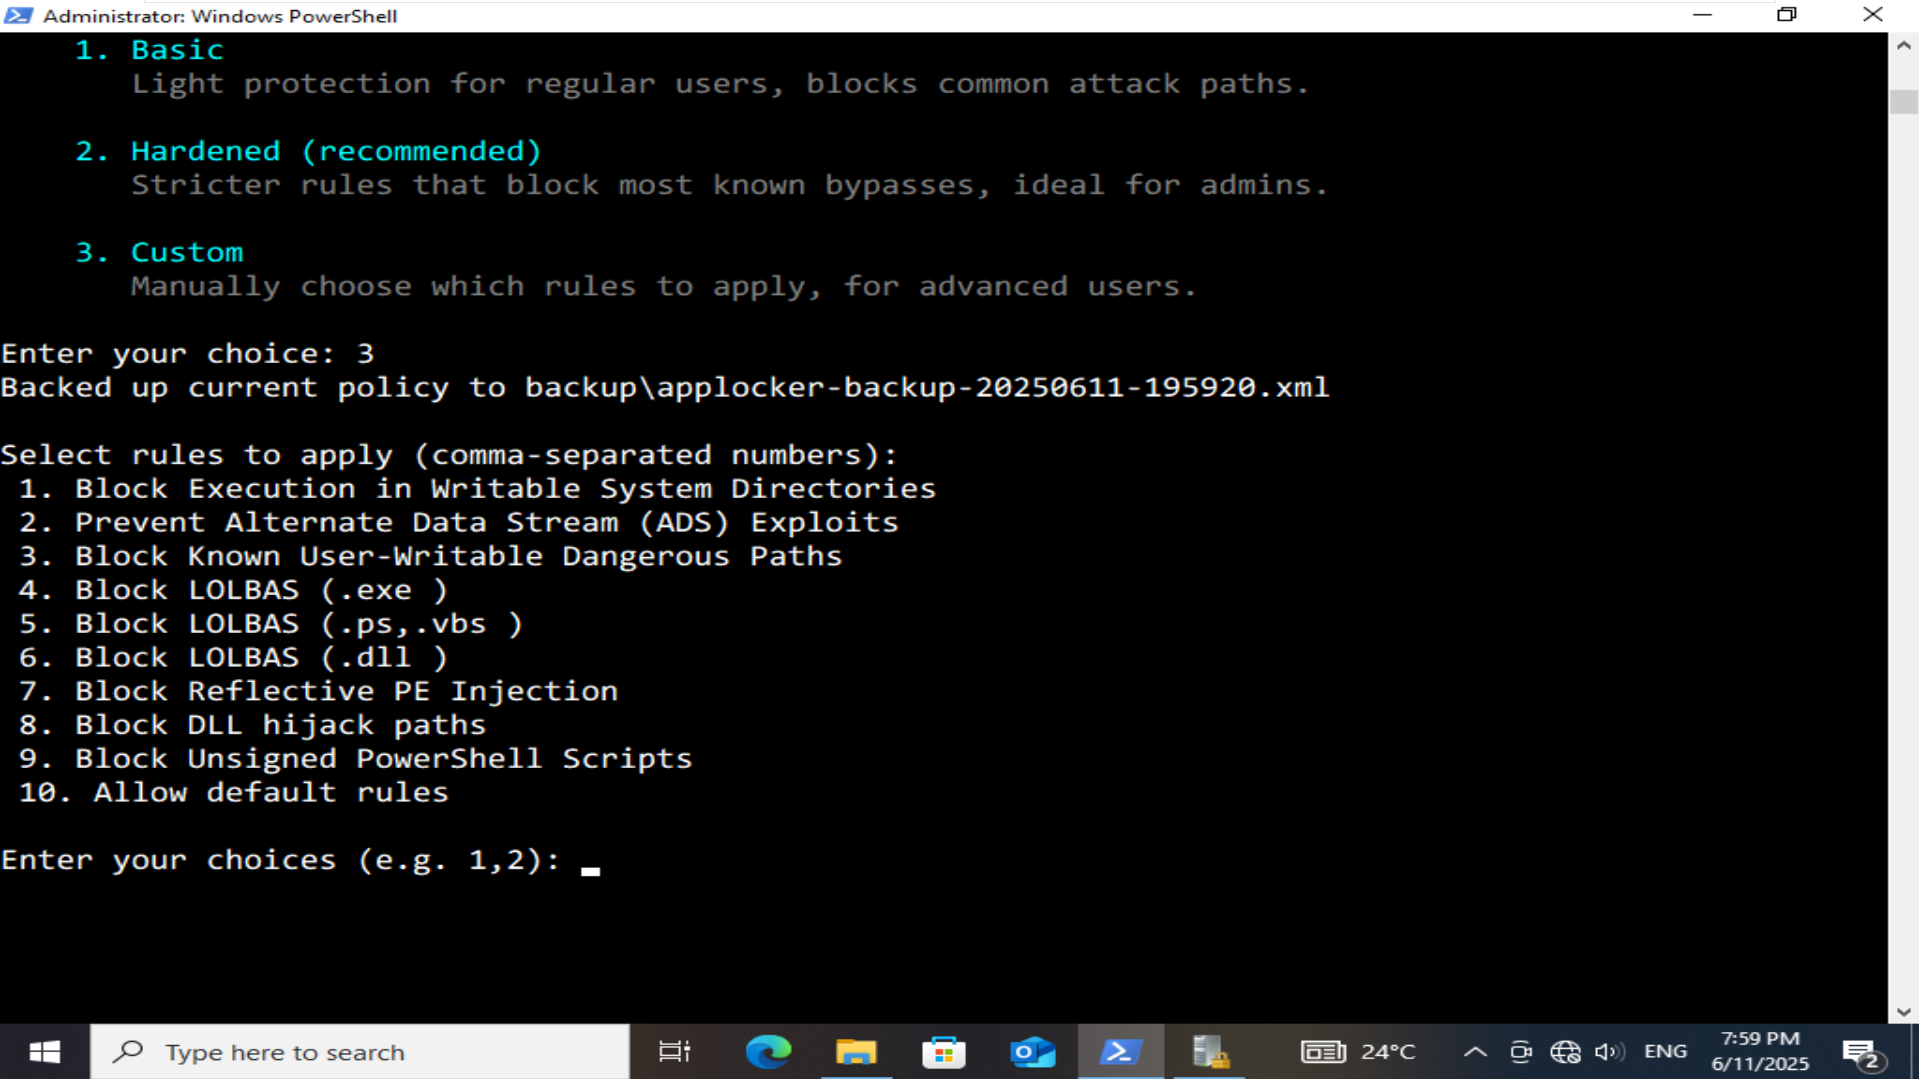 Administrator: Windows PowerShell
1. Basic
Light protection for regular users, blocks common attack paths.
2. Hardened (recommended)
Stricter rules that block most known bypasses, ideal for admins.
3. Custom
Manually choose which rules to apply, for advanced users.
Enter your choice: 3
Backed up current policy to backup\applocker-backup-20250611-195920.xml
Select rules to apply (comma-separated numbers):
1. Block Execution in Writable System Directories
2. Prevent Alternate Data Stream (ADS) Exploits
3. Block Known User-Writable Dangerous Paths
4. Block LOLBAS (.exe )
5. Block LOLBAS (.ps,.vbs )
6. Block LOLBAS (.dll )
7. Block Reflective PE Injection
8. Block DLL hijack paths
9. Block Unsigned PowerShell Scripts
10. Allow default rules
Enter your choices (e.g. 1,2): _
Type here to search
24°C
ENG
7:59 PM
6/11/2025
2